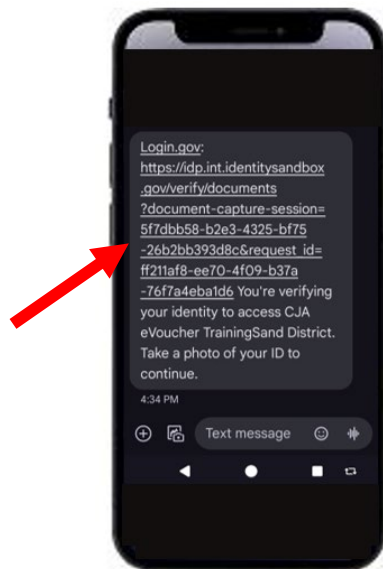 Login.gov:
https://idp.int.identitysandbox
.gov/verify/documents
?document-capture-session=
5f7dbb58-b2e3-4325-bf75
-26b2bb393d8c&request_id=
ff211af8-ee70-4f09-b37a
-76f7a4eba1d6 You're verifying
your identity to access CJA
eVoucher TrainingSand District.
Take a photo of your ID to
continue.
4:34 PM
Text message